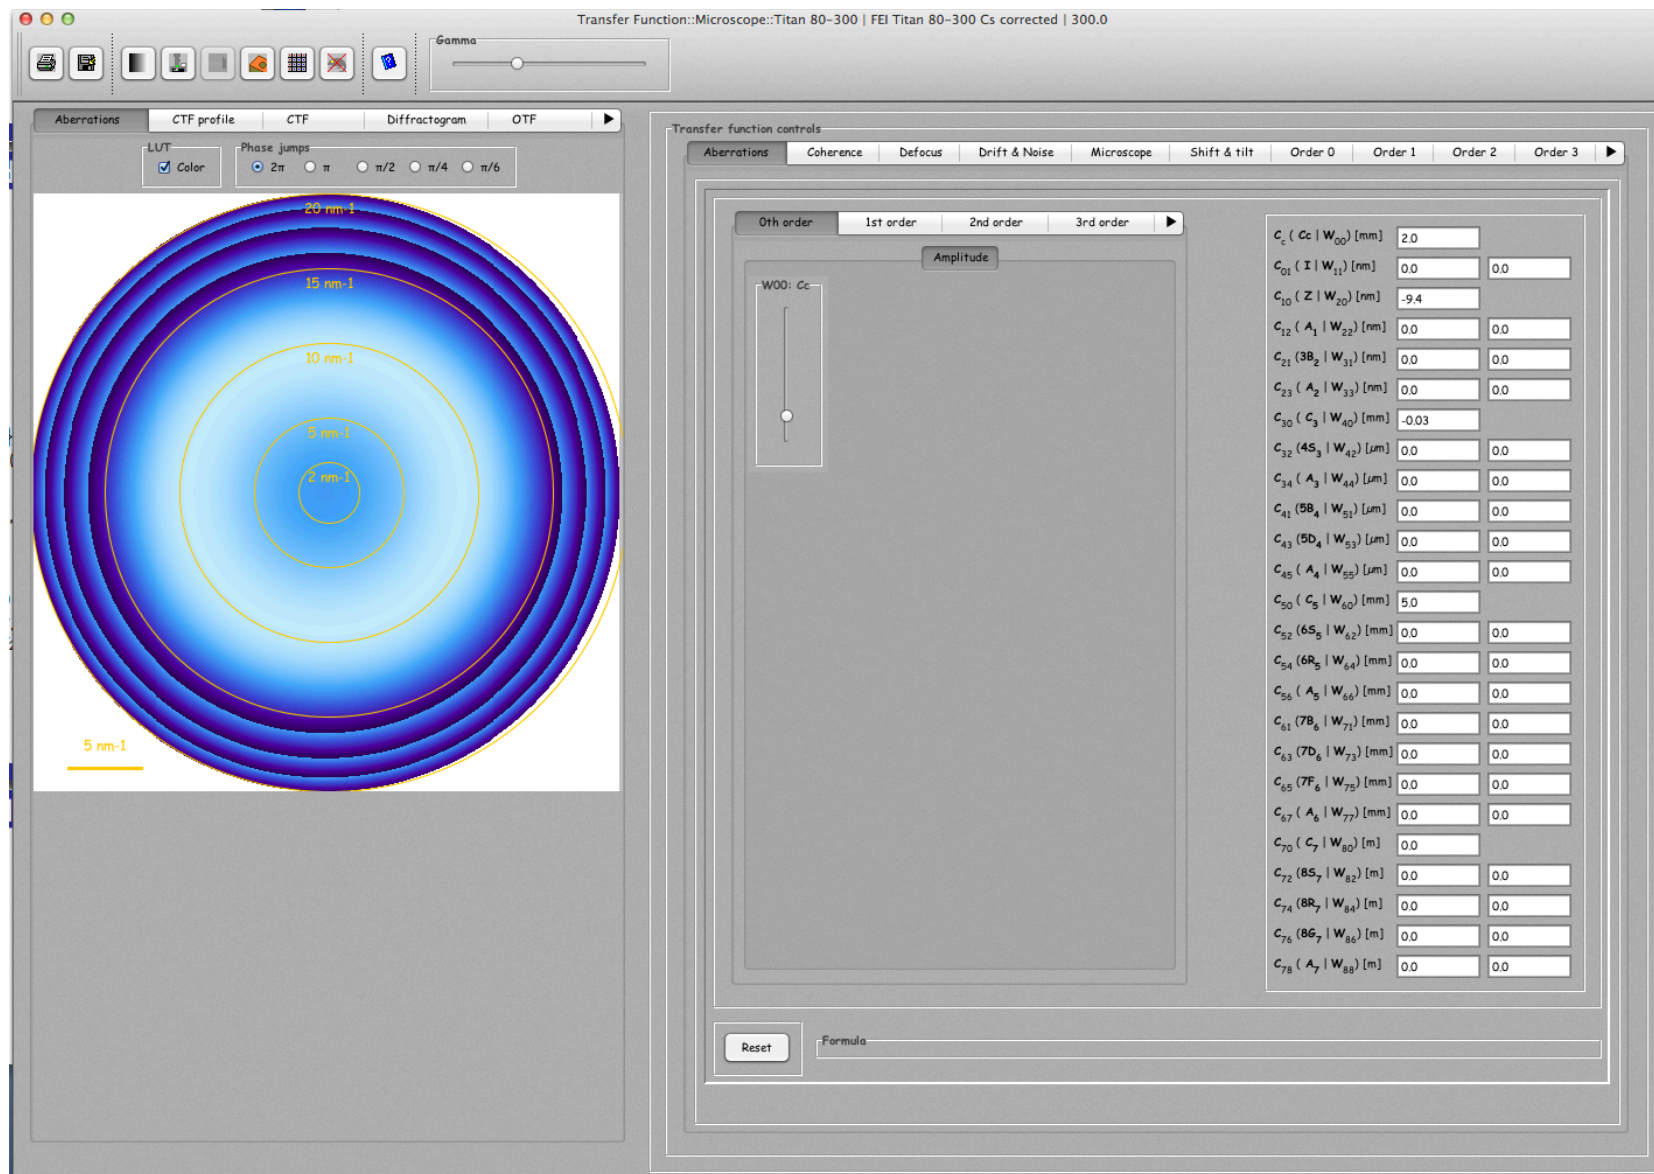 Transfer Function::Microscope::Titan 80-300 | FEI Titan 80-300 Cs corrected | 300.0
Gamma
Aberrations CTF profile CTF Diffractogram OTF
LUT
Color
Phase jumps
2π π π/2 π/4 π/6
20 nm-1
15 nm-1
10 nm-1
5 nm-1
2 nm-1
5 nm-1
Transfer function controls
Aberrations Coherence Defocus Drift & Noise Microscope Shift & tilt Order 0 Order 1 Order 2 Order 3
0th order 1st order 2nd order 3rd order
Amplitude
W00: Cc
Cc ( Cc | W00) [mm] 2.0
C01 ( I | W11) [nm] 0.0 0.0
C10 ( Z | W20) [nm] -9.4
C12 ( A1 | W22) [nm] 0.0 0.0
C21 (3B2 | W31) [nm] 0.0 0.0
C23 ( A2 | W33) [nm] 0.0 0.0
C30 ( C3 | W40) [mm] -0.03
C32 (4S3 | W42) [μm] 0.0 0.0
C34 ( A3 | W44) [μm] 0.0 0.0
C41 (5B4 | W51) [μm] 0.0 0.0
C43 (5D4 | W53) [μm] 0.0 0.0
C45 ( A4 | W55) [μm] 0.0 0.0
C50 ( C5 | W60) [mm] 5.0
C52 (6S5 | W62) [mm] 0.0 0.0
C54 (6R5 | W64) [mm] 0.0 0.0
C56 ( A5 | W66) [mm] 0.0 0.0
C61 (7B6 | W71) [mm] 0.0 0.0
C63 (7D6 | W73) [mm] 0.0 0.0
C65 (7F6 | W75) [mm] 0.0 0.0
C67 ( A6 | W77) [mm] 0.0 0.0
C70 ( C7 | W80) [m] 0.0
C72 (8S7 | W82) [m] 0.0 0.0
C74 (8R7 | W84) [m] 0.0 0.0
C76 (8G7 | W86) [m] 0.0 0.0
C78 ( A7 | W88) [m] 0.0 0.0
Reset
Formula